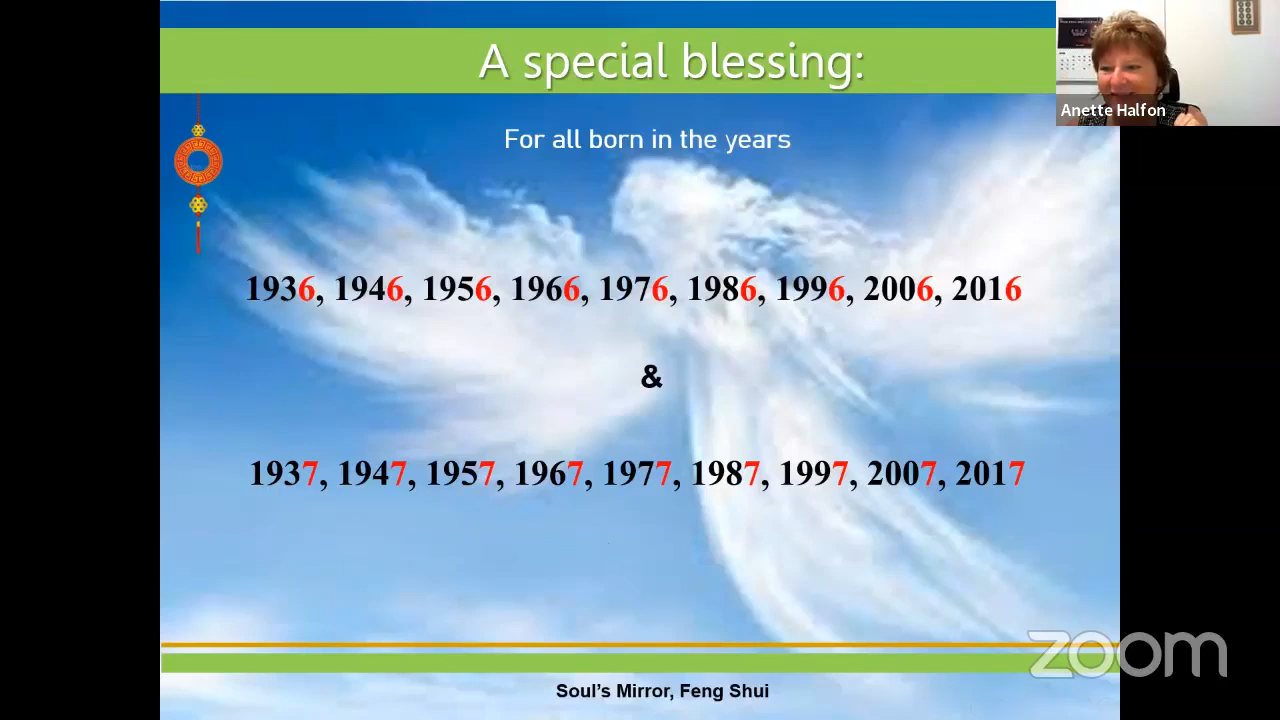 A special blessing:
Anette Halfon
For all born in the years
1936, 1946, 1956, 1966, 1976, 1986, 1996, 2006, 2016
&
1937, 1947, 1957, 1967, 1977, 1987, 1997, 2007, 2017
zoom
Soul's Mirror, Feng Shui